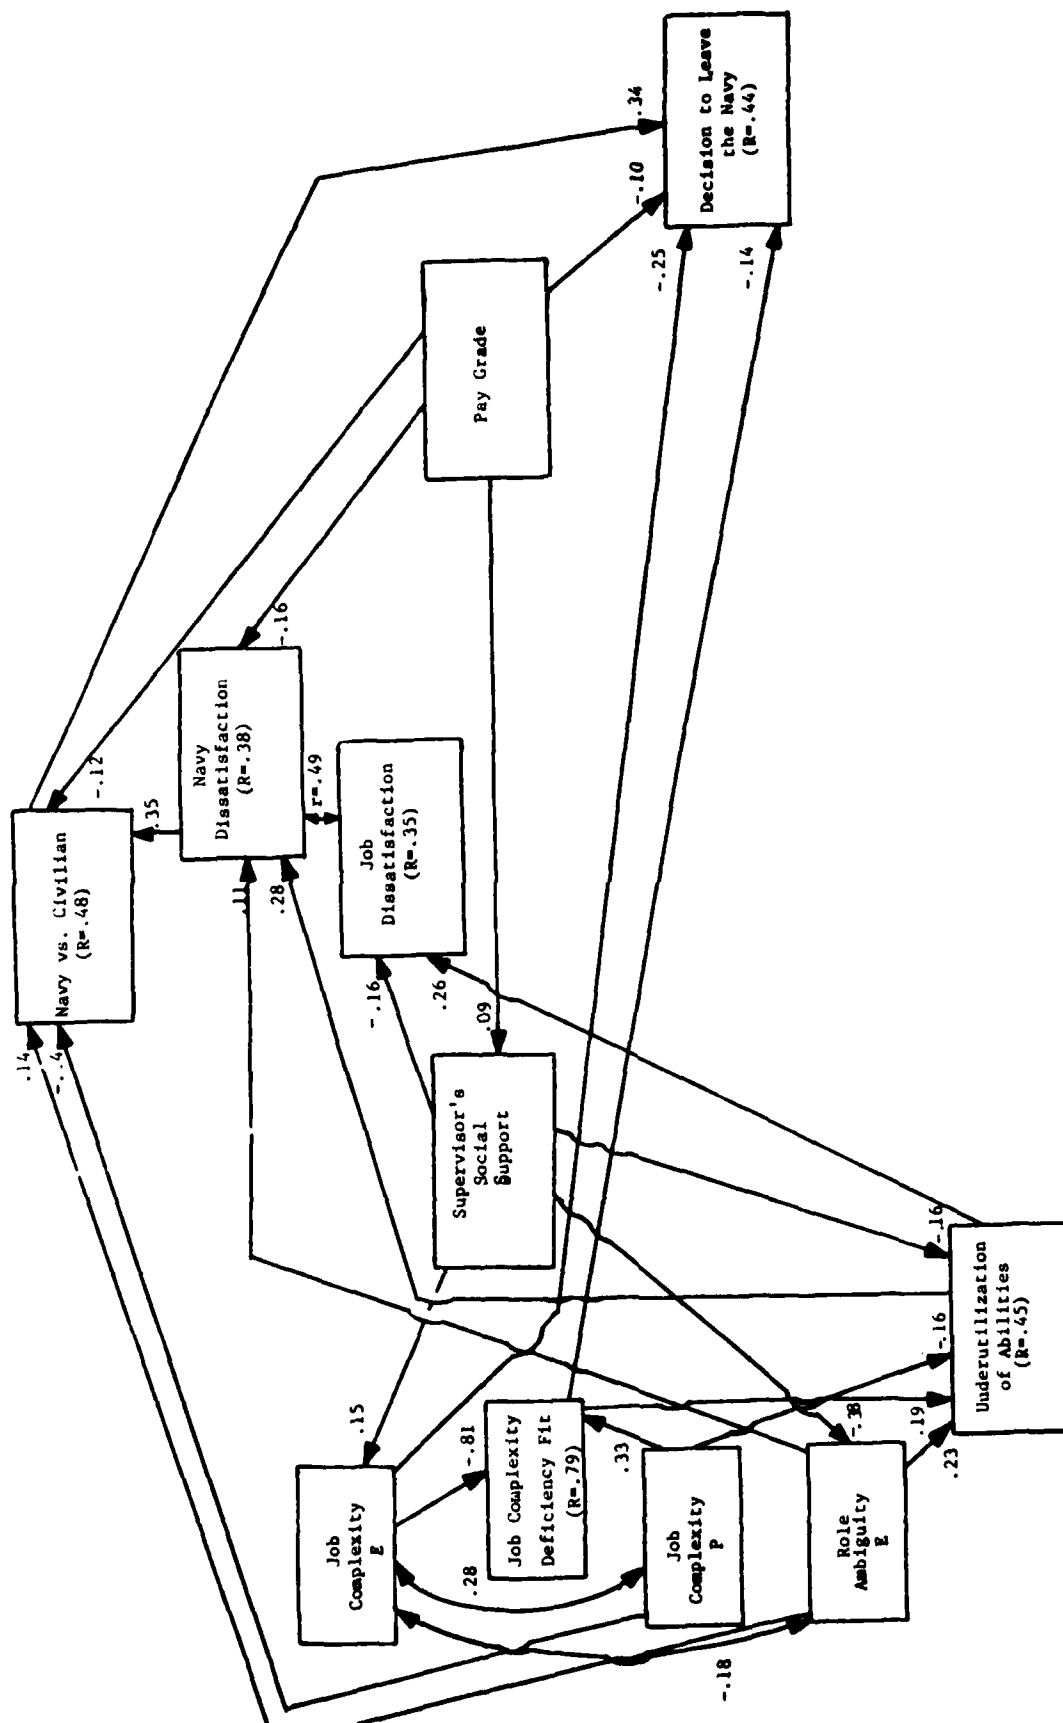 Navy vs. Civilian
(R=.48)
.14
-..4
-.12
.35
Navy
Dissatisfaction
(R=.38)
-.16
.11
.28
r=.49
Job
Dissatisfaction
(R=.35)
-.16
.26
Pay Grade
Decision to Leave
the Navy
(R=.44)
.34
-.10
-.25
-.14
Supervisor's
Social
Support
.09
Job
Complexity
E
.15
-.81
Job Complexity
Deficiency Fit
(R=.79)
.28
.33
Job
Complexity
P
-.18
Role
Ambiguity
E
-.38
Underutilization
of Abilities
(R=.45)
-.16
-.16
.19
.23